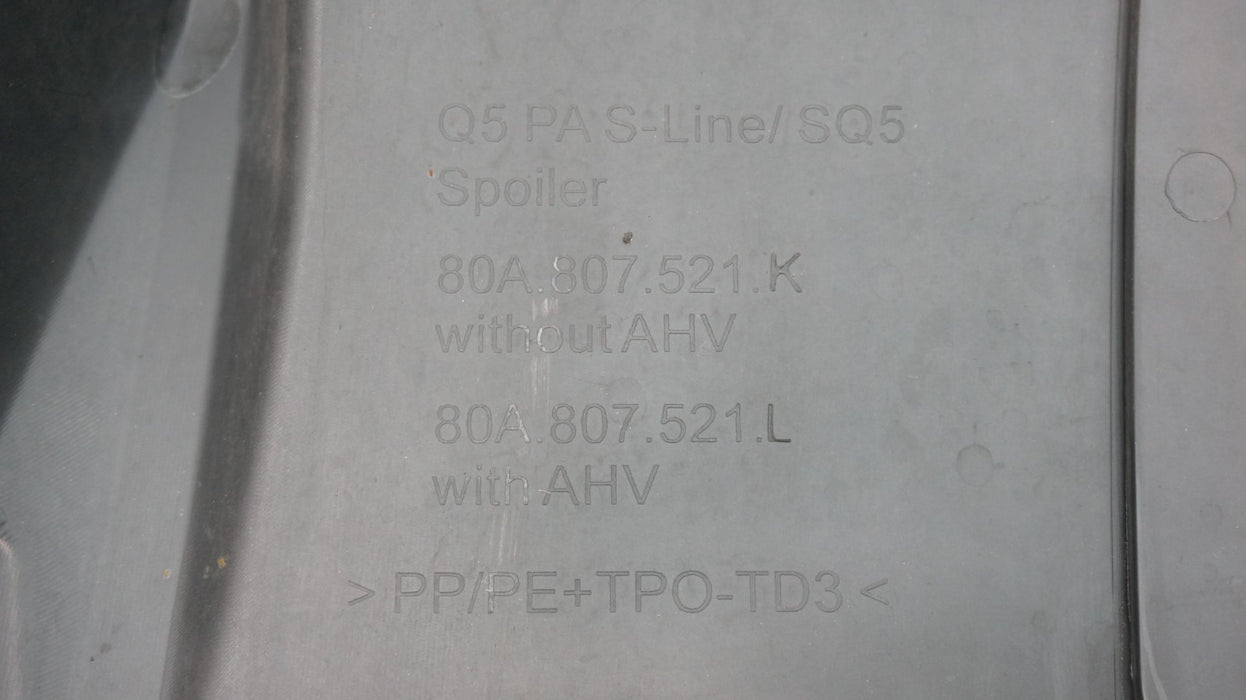 Q5 PA S-Line/ SQ5
Spoiler
80A.807.521.K
without AHV
80A.807.521.L
with AHV
>PP/PE+TPO-TD3<